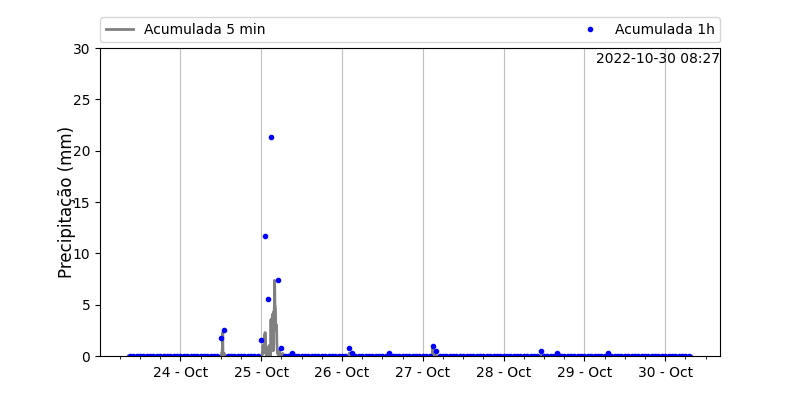 Acumulada 5 min
Acumulada 1h
2022-10-30 08:27
Precipitação (mm)
30
25
20
15
10
5
0
24 - Oct
25 - Oct
26 - Oct
27 - Oct
28 - Oct
29 - Oct
30 - Oct